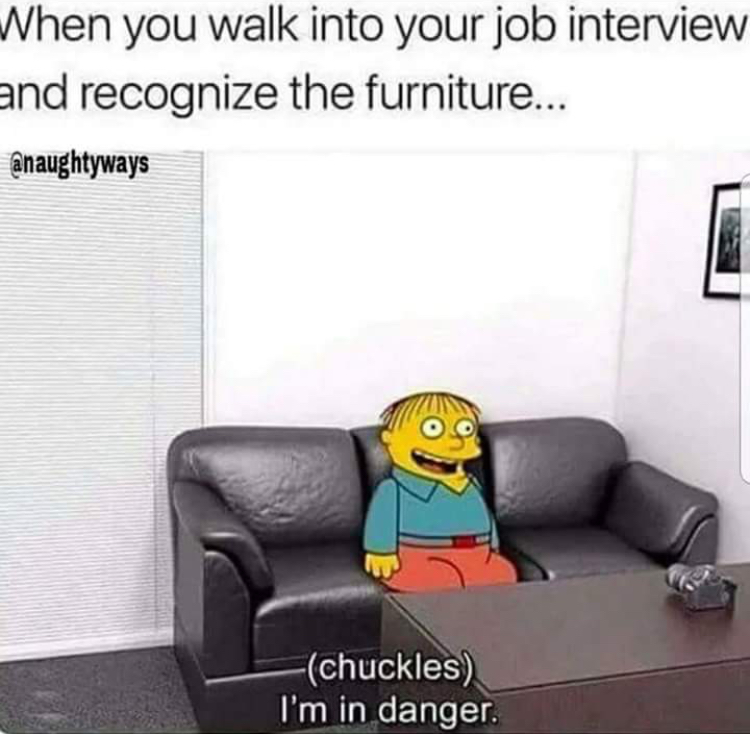 When you walk into your job interview
and recognize the furniture...
@naughtyways
(chuckles)
I'm in danger.